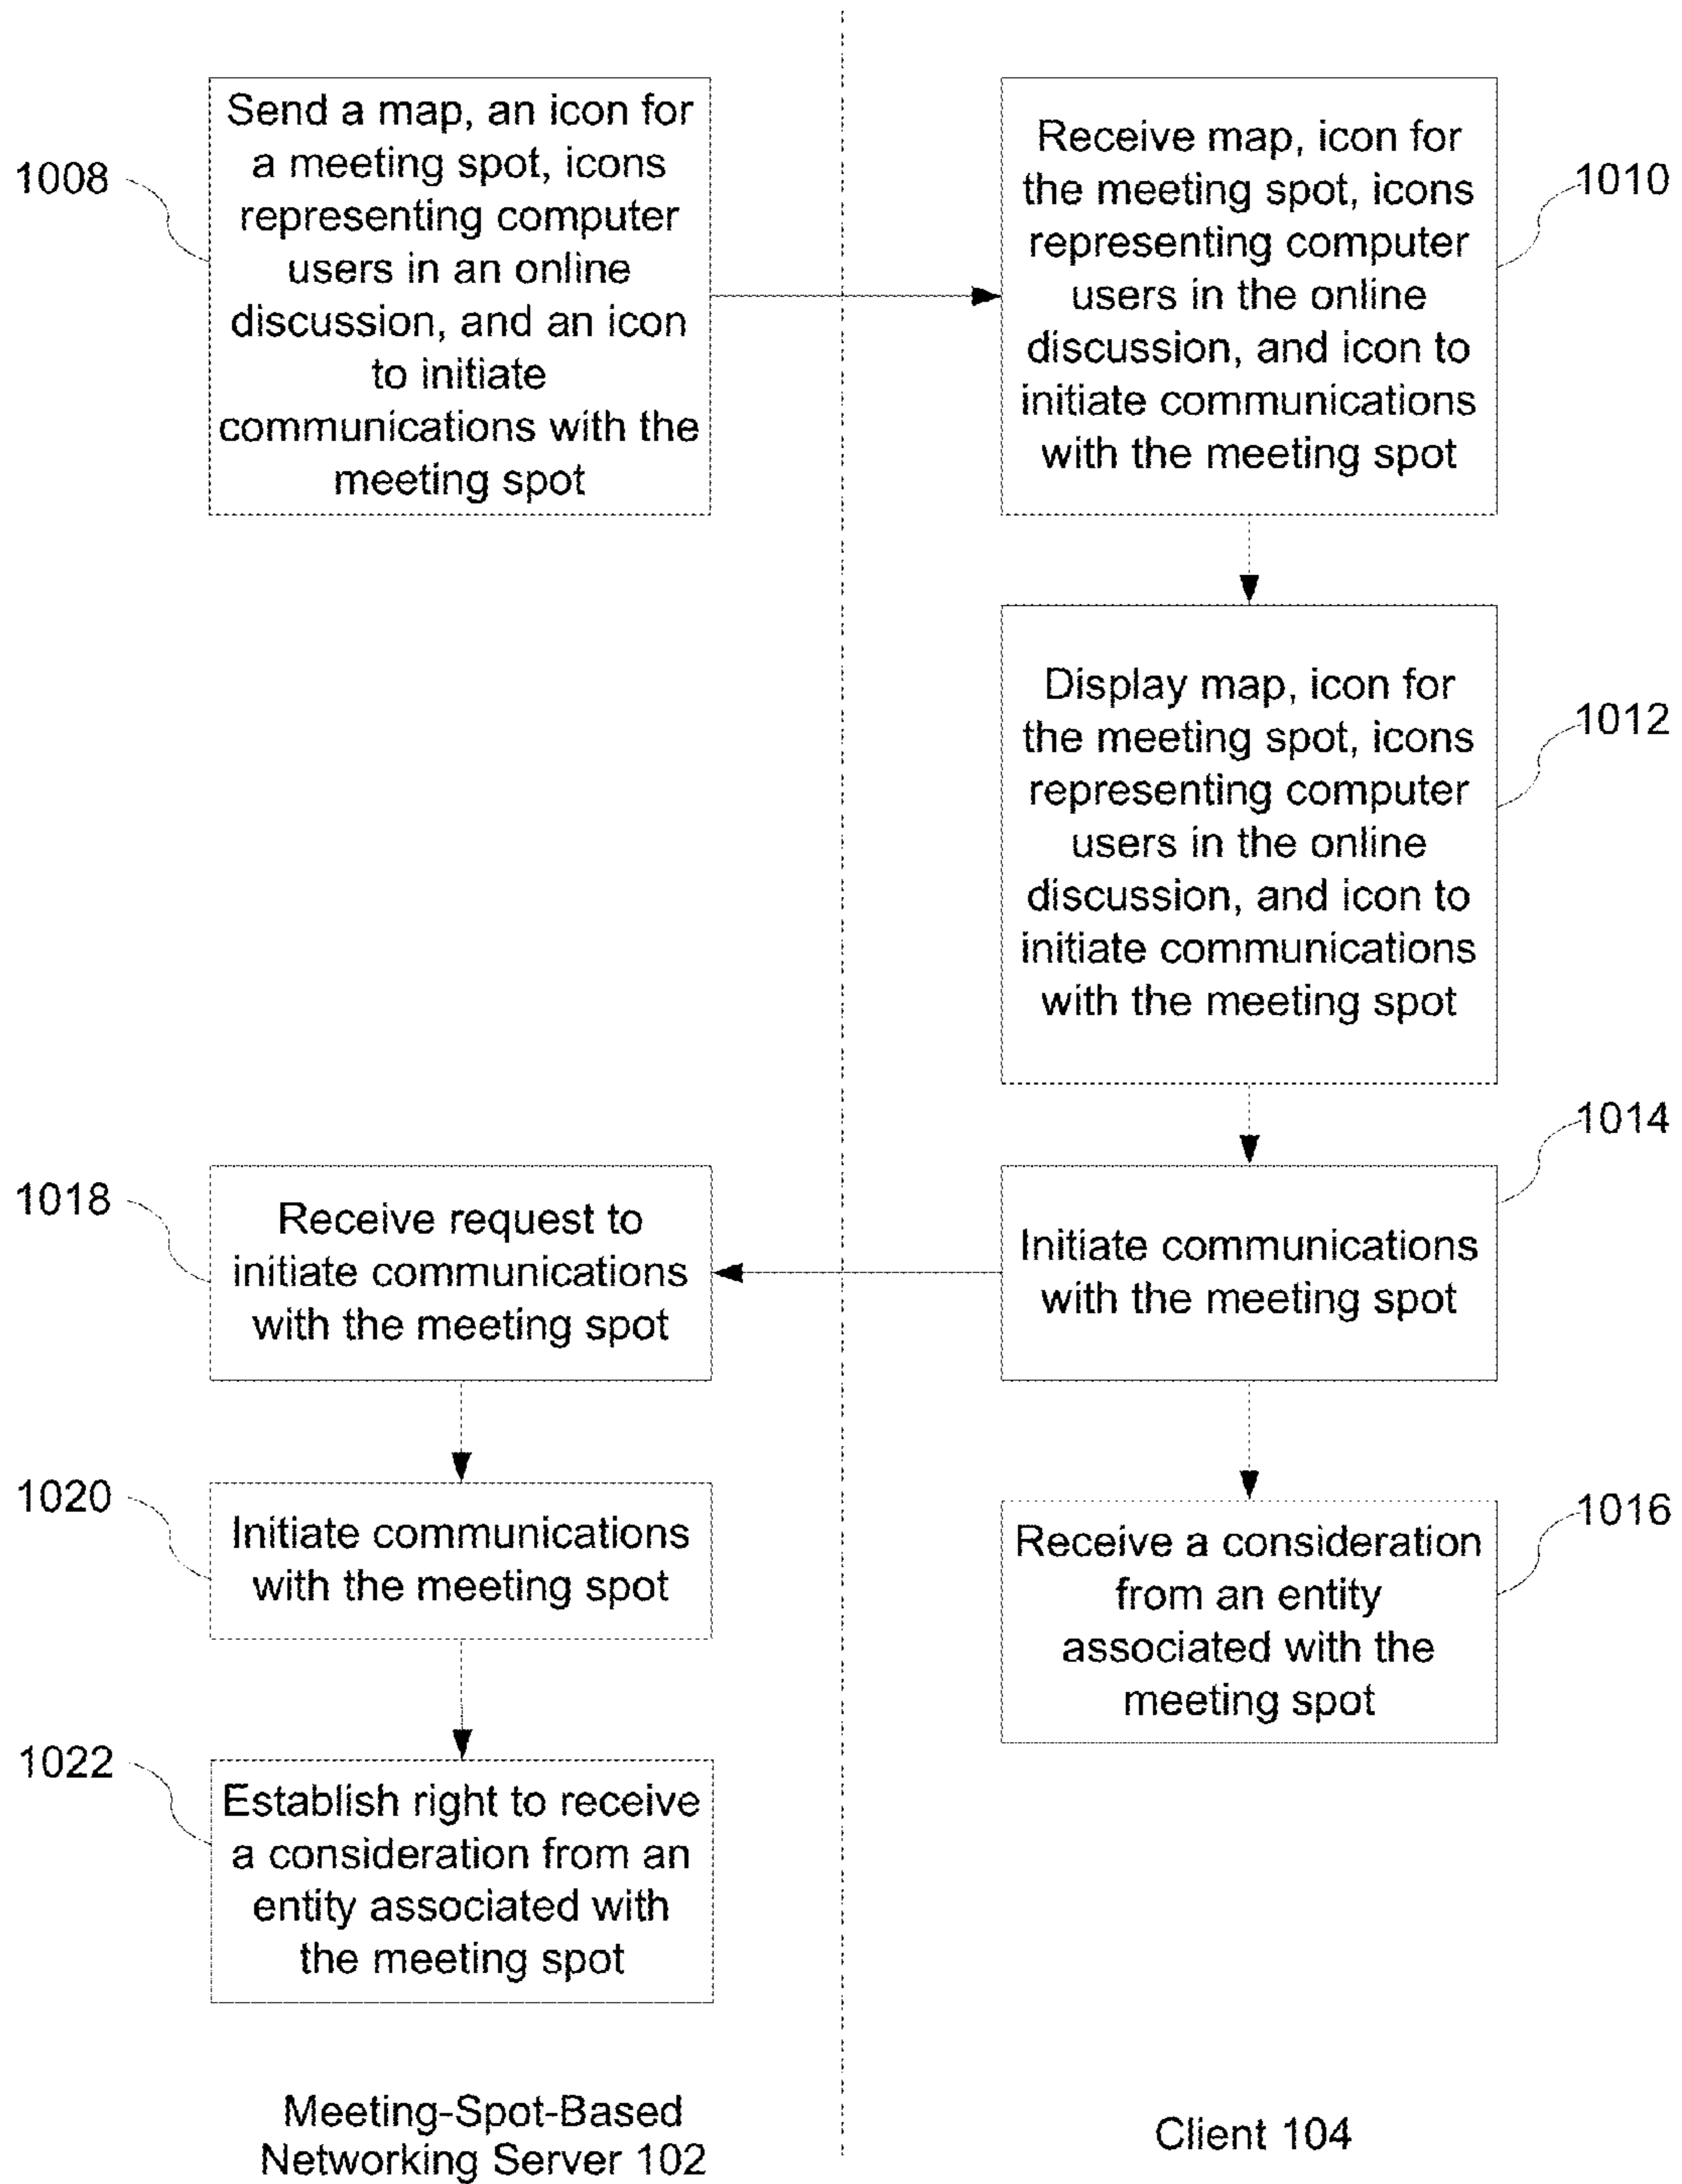 1008
Send a map, an icon for
a meeting spot, icons
representing computer
users in an online
discussion, and an icon
to initiate
communications with the
meeting spot
Receive map, icon for
the meeting spot, icons
representing computer
users in the online
discussion, and icon to
initiate communications
with the meeting spot
1010
Display map, icon for
the meeting spot, icons
representing computer
users in the online
discussion, and icon to
initiate communications
with the meeting spot
1012
Initiate communications
with the meeting spot
1014
1018
Receive request to
initiate communications
with the meeting spot
1020
Initiate communications
with the meeting spot
Receive a consideration
from an entity
associated with the
meeting spot
1016
1022
Establish right to receive
a consideration from an
entity associated with
the meeting spot
Meeting-Spot-Based
Networking Server 102
Client 104